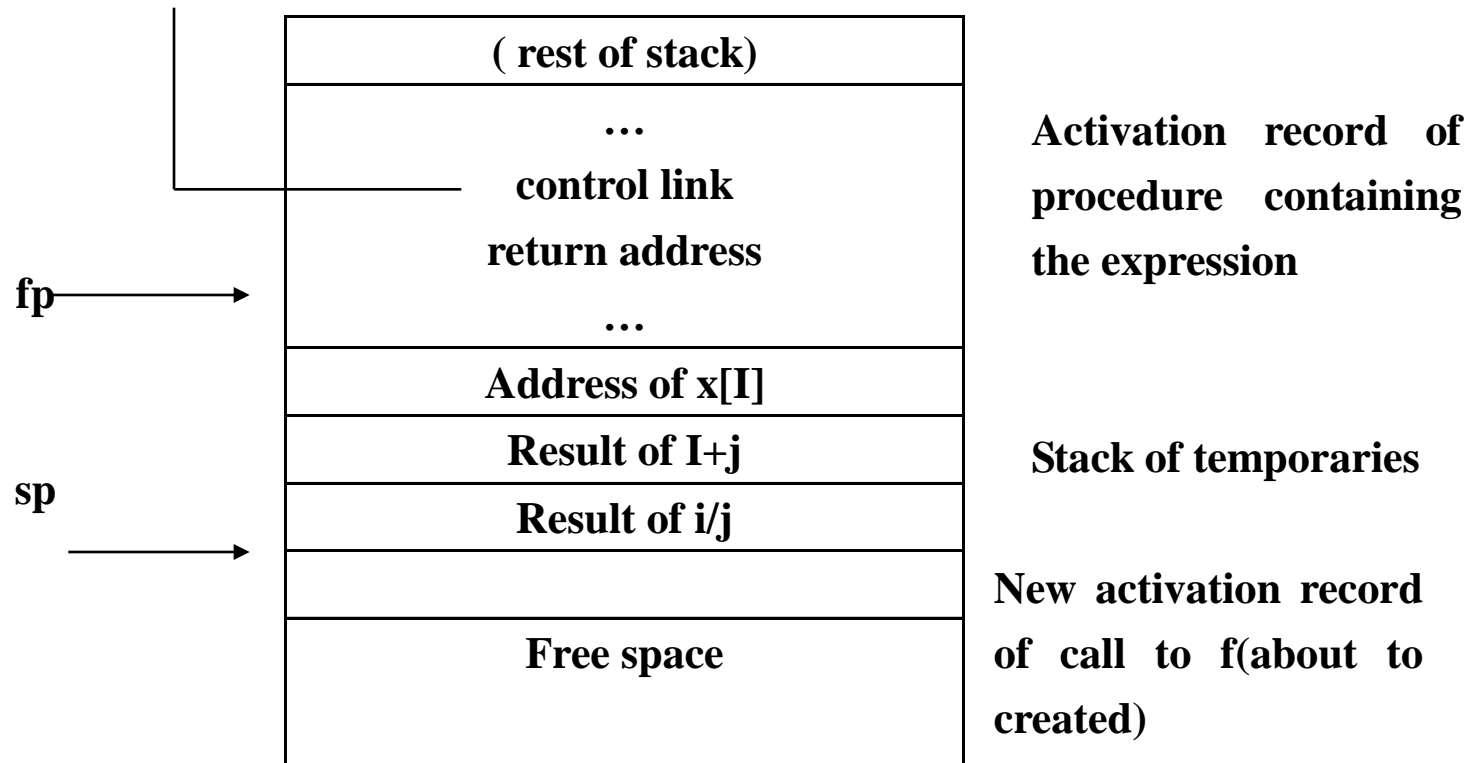 ( rest of stack)
…
control link
return address
…
Activation record of
procedure containing
the expression
fp
Address of x[I]
Result of I+j
Stack of temporaries
sp
Result of i/j
New activation record
of call to f(about to
created)
Free space